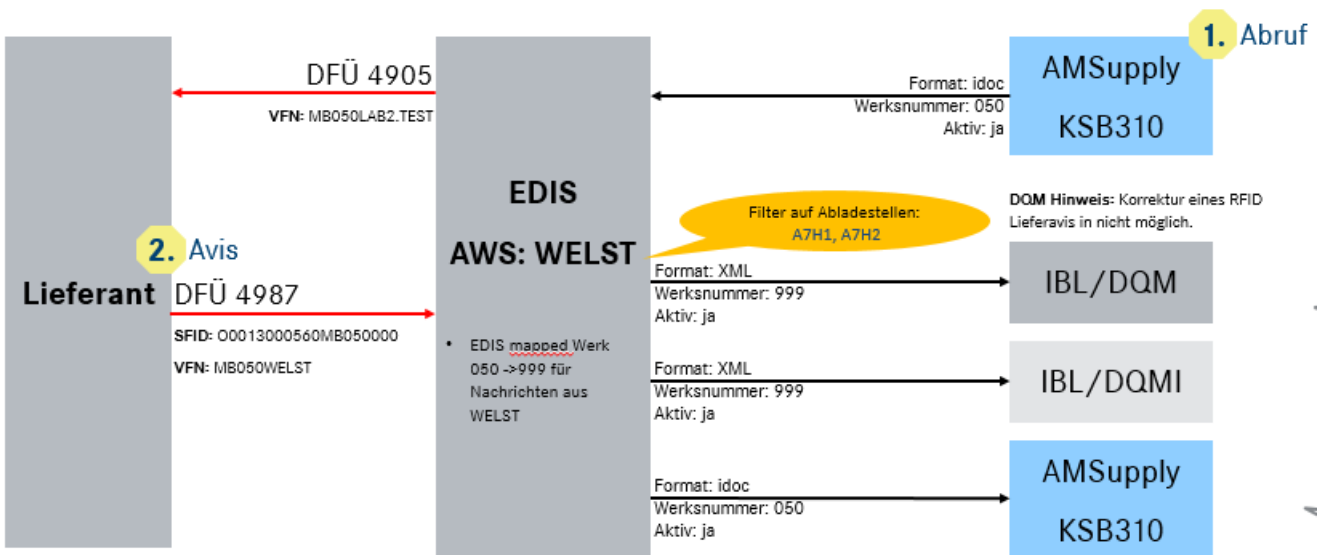 1. Abruf
AMSupply
KSB310
Format: idoc
Werksnummer: 050
Aktiv: ja
DFÜ 4905
VFN: MB050LAB2.TEST
EDIS
AWS: WELST
Filter auf Abladestellen:
A7H1, A7H2
DQM Hinweis: Korrektur eines RFID
Lieferavis in nicht möglich.
2. Avis
Lieferant
DFÜ 4987
SFID: O0013000560MB050000
VFN: MB050WELST
• EDIS mapped Werk
050 ->999 für
Nachrichten aus
WELST
Format: XML
Werksnummer: 999
Aktiv: ja
IBL/DQM
Format: XML
Werksnummer: 999
Aktiv: ja
IBL/DQMI
Format: idoc
Werksnummer: 050
Aktiv: ja
AMSupply
KSB310